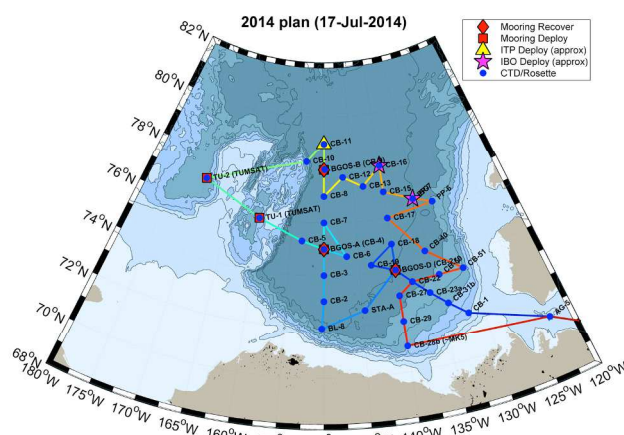 2014 plan (17-Jul-2014)
Mooring Recover
Mooring Deploy
ITP Deploy (approx)
IBO Deploy (approx)
CTD/Rosette
82°N
80°N
78°N
76°N
74°N
72°N
70°N
68°N
CB-11
CB-10
BGOS-B (CB-9)
CB-16
TU-2 (TUMSAT)
CB-12
CB-13
CB-15
PP-6
CB-8
TU-1 (TUMSAT)
CB-7
CB-17
CB-5
BGOS-A (CB-4)
CB-18
CB-40
CB-6
CB-51
BGOS-D (CB-21)
CB-3
CB-22
CB-23a
CB-31b
CB-2
CB-27
CB-1
STA-A
AG-5
BL-8
CB-29
CB-28b (~MK5)
180°W
175°W
170°W
165°W
160°W
140°W
135°W
130°W
125°W
120°W